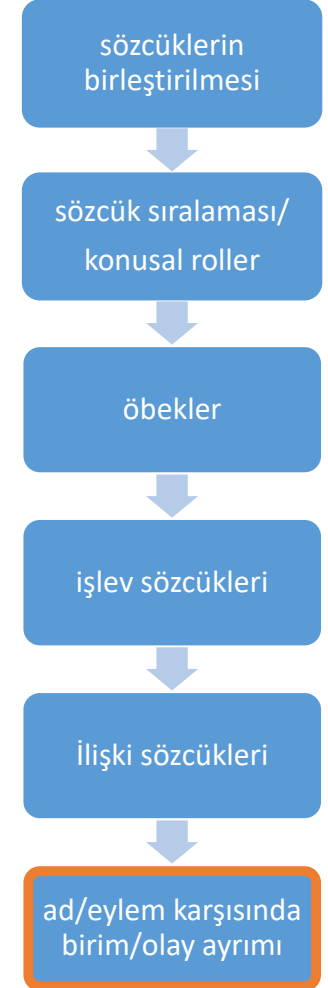 sözcüklerin
birleştirilmesi
sözcük sıralaması/
konusal roller
öbekler
işlev sözcükleri
İlişki sözcükleri
ad/eylem karşısında
birim/olay ayrımı